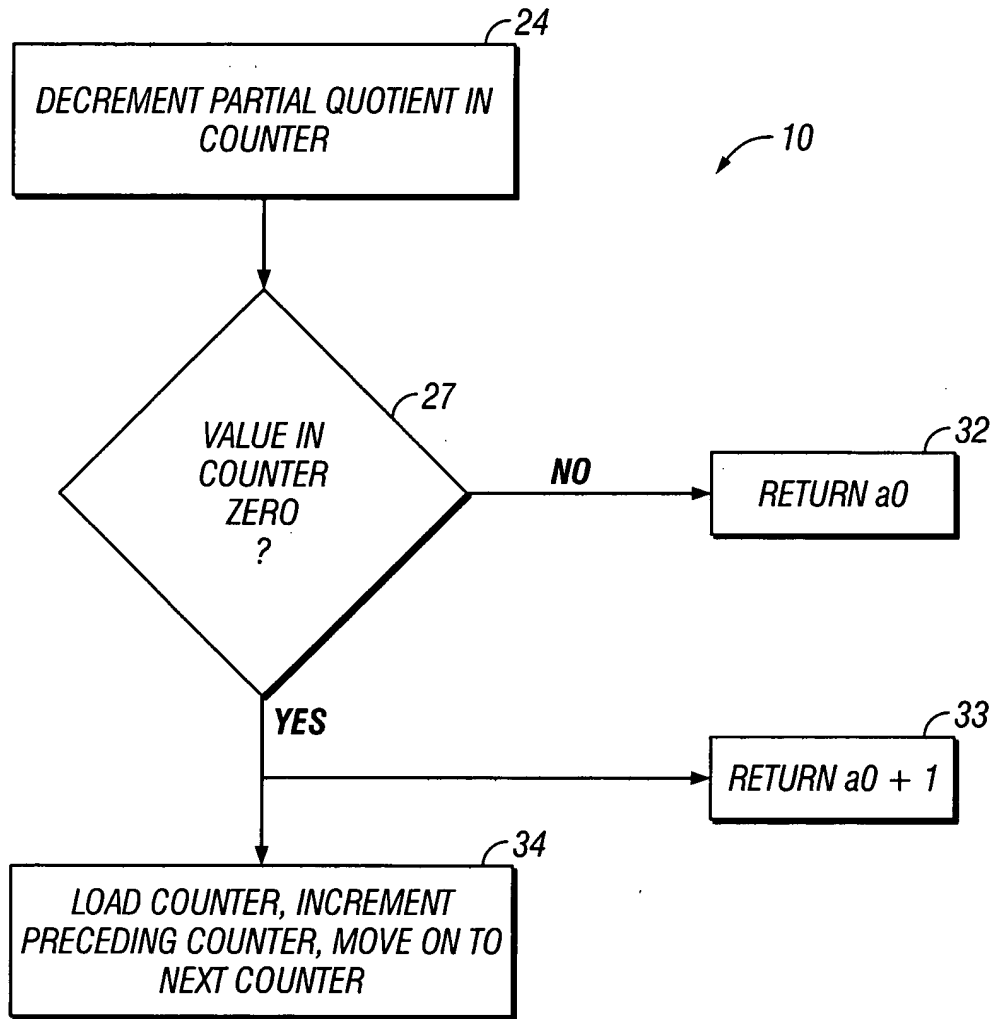 24
DECREMENT PARTIAL QUOTIENT IN
COUNTER
10
27
VALUE IN
COUNTER
ZERO
?
NO
32
RETURN a0
YES
33
RETURN a0 + 1
34
LOAD COUNTER, INCREMENT
PRECEDING COUNTER, MOVE ON TO
NEXT COUNTER